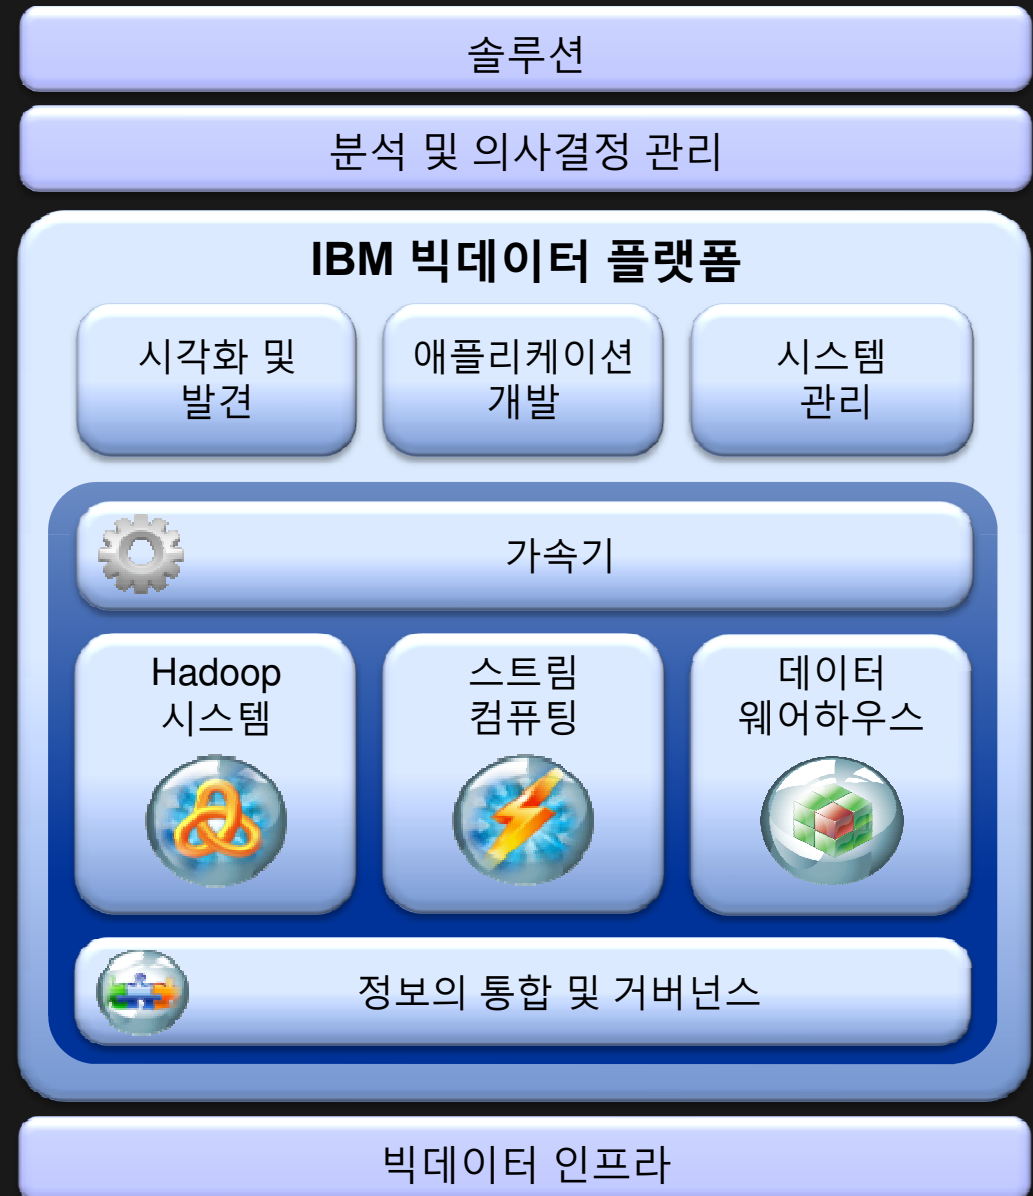 솔루션
분석 및 의사결정 관리
IBM 빅데이터 플랫폼
시각화 및
발견
애플리케이션
개발
시스템
관리
가속기
Hadoop
시스템
스트림
컴퓨팅
데이터
웨어하우스
정보의 통합 및 거버넌스
빅데이터 인프라